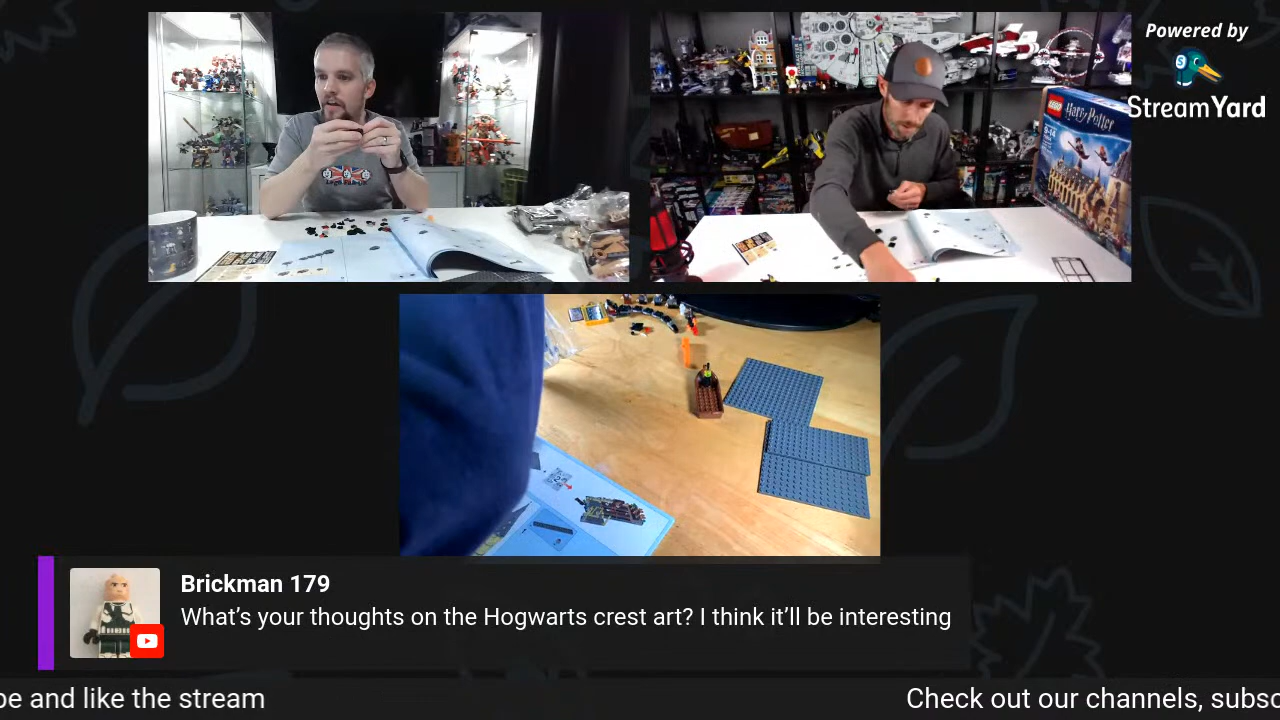 Powered by
StreamYard
LEGO
Harry Potter
Brickman 179
What’s your thoughts on the Hogwarts crest art? I think it’ll be interesting
be and like the stream
Check out our channels, subsc